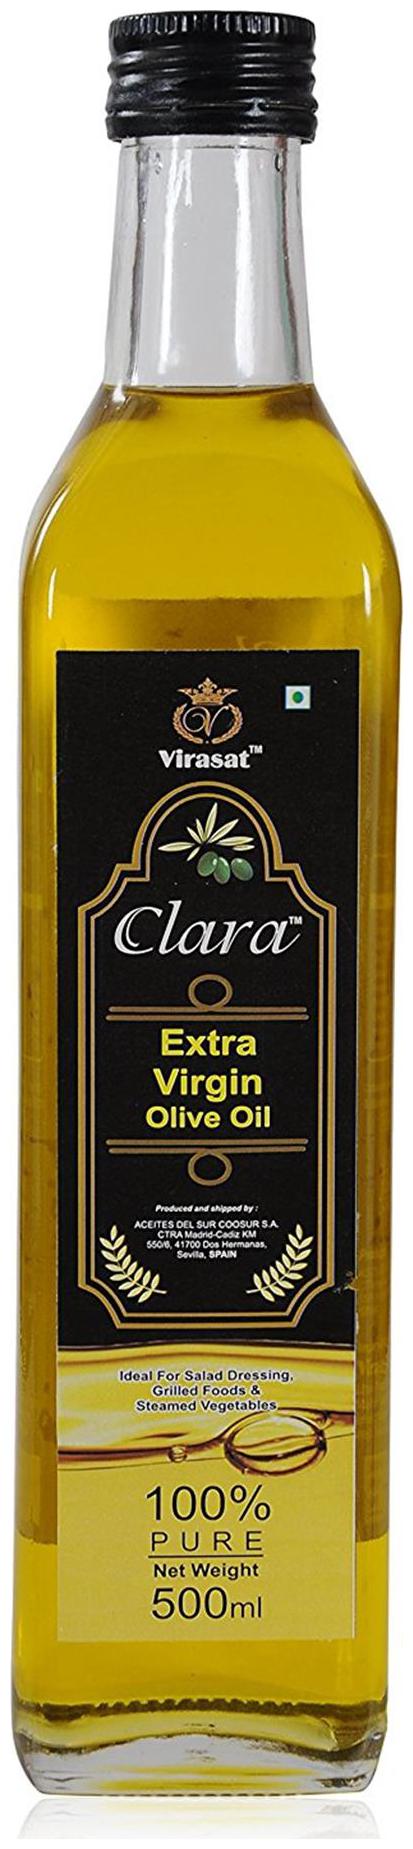 V
Virasat™
Clara™
Extra
Virgin
Olive Oil
Produced and shipped by :
ACEITES DEL SUR COOSUR S.A.
CTRA Madrid-Cadiz KM
550/6, 41700 Dos Hermanas,
Sevilla, SPAIN
Ideal For Salad Dressing,
Grilled Foods &
Steamed Vegetables
100%
PURE
Net Weight
500ml